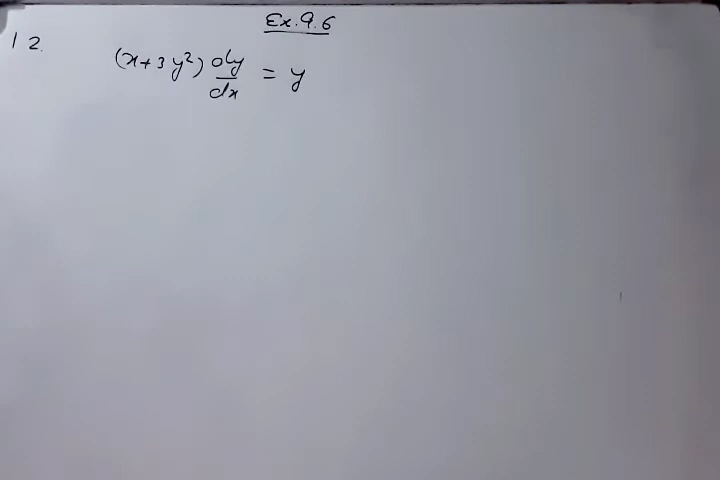 Ex. 9.6
12. (x+3y²) dy/dx = y